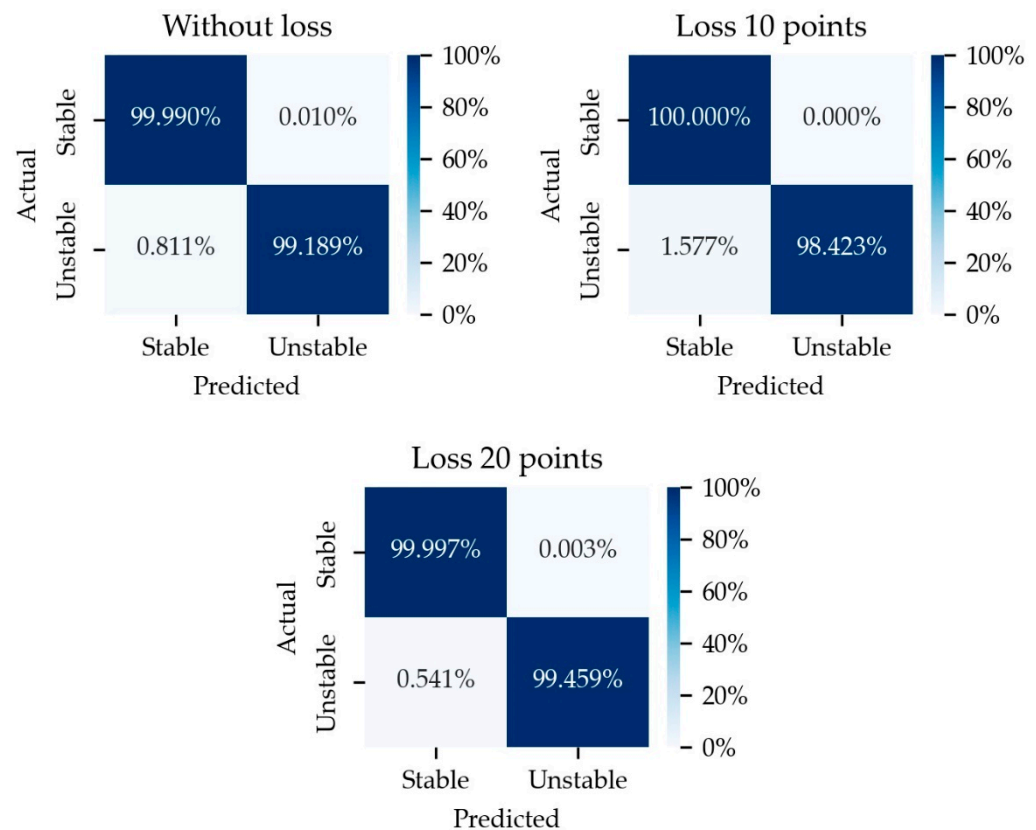 Without loss
Actual
Stable
99.990%
0.010%
Unstable
0.811%
99.189%
Stable
Unstable
Predicted
100%
80%
60%
40%
20%
0%
Loss 10 points
Actual
Stable
100.000%
0.000%
Unstable
1.577%
98.423%
Stable
Unstable
Predicted
100%
80%
60%
40%
20%
0%
Loss 20 points
Actual
Stable
99.997%
0.003%
Unstable
0.541%
99.459%
Stable
Unstable
Predicted
100%
80%
60%
40%
20%
0%